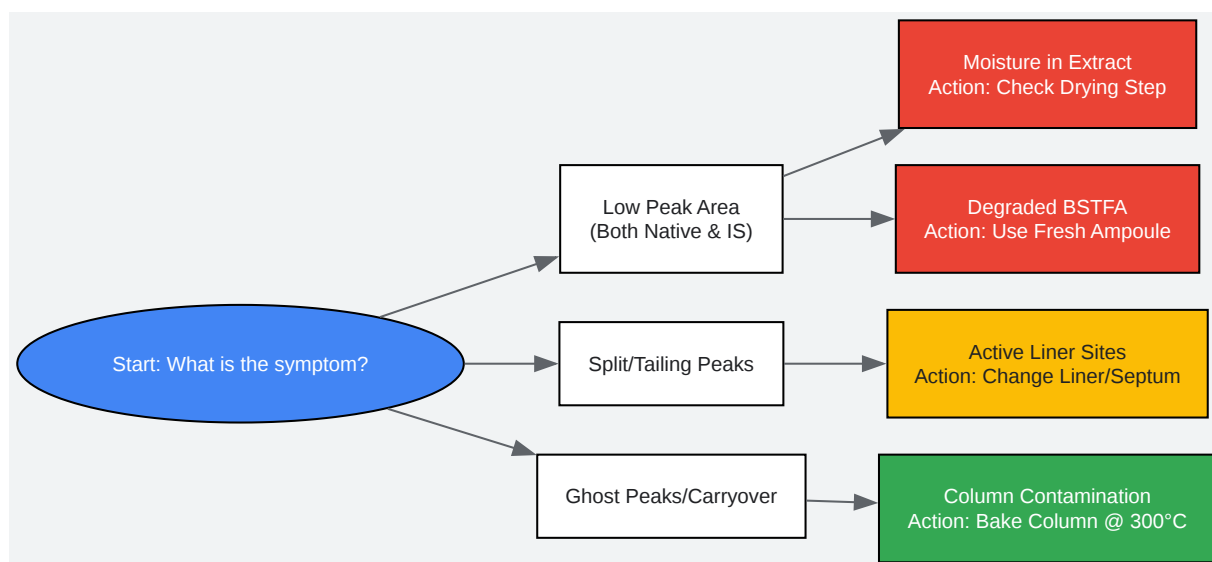 Start: What is the symptom?
Low Peak Area
(Both Native & IS)
Moisture in Extract
Action: Check Drying Step
Degraded BSTFA
Action: Use Fresh Ampoule
Split/Tailing Peaks
Active Liner Sites
Action: Change Liner/Septum
Ghost Peaks/Carryover
Column Contamination
Action: Bake Column @ 300°C